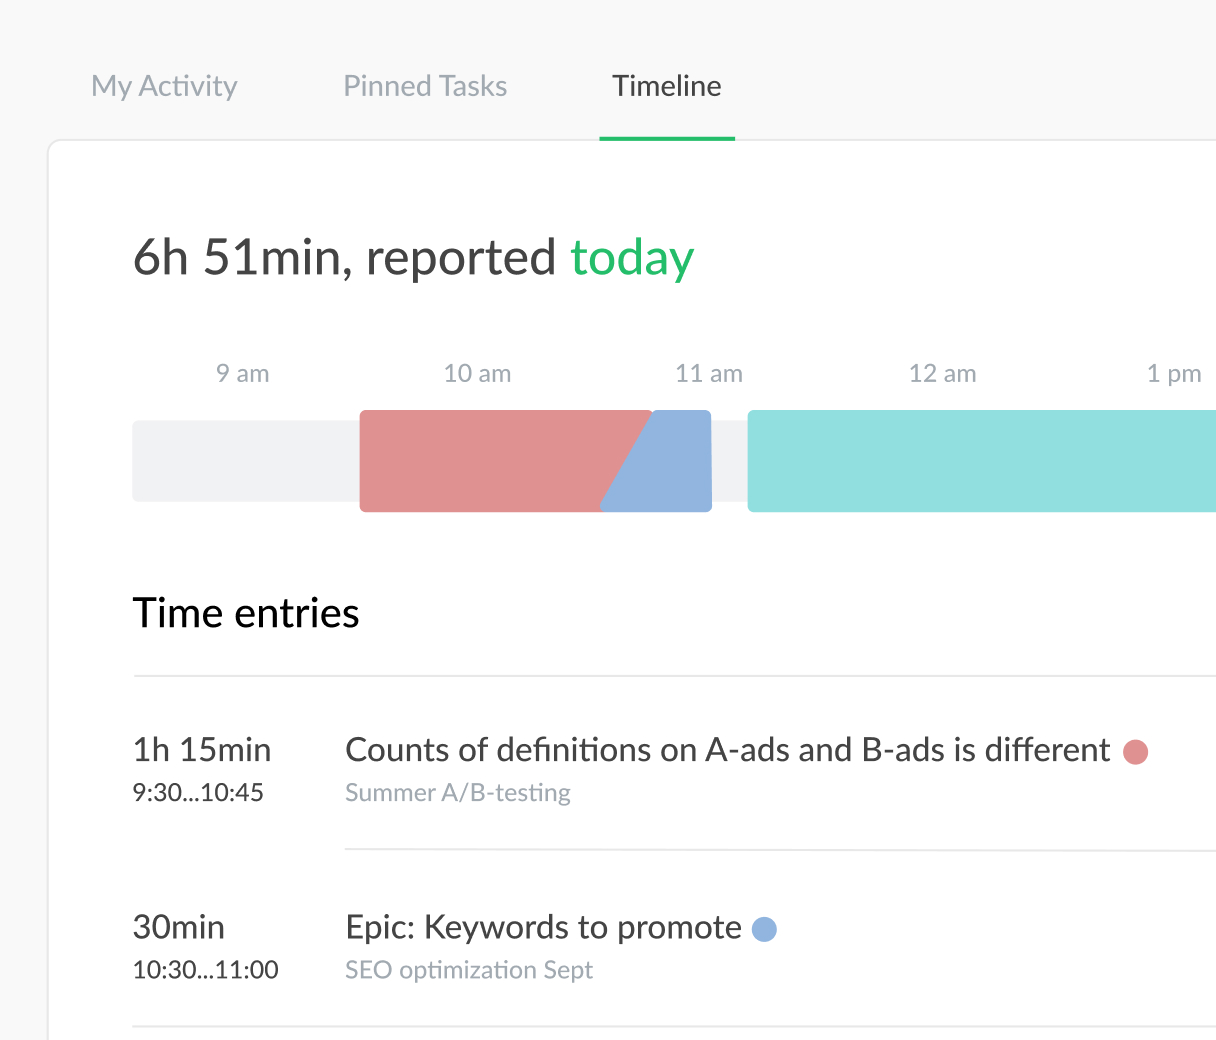 My Activity Pinned Tasks Timeline
6h 51min, reported today
9 am 10 am 11 am 12 am 1 pm
Time entries
1h 15min Counts of definitions on A-ads and B-ads is different
9:30...10:45 Summer A/B-testing
30min Epic: Keywords to promote
10:30...11:00 SEO optimization Sept